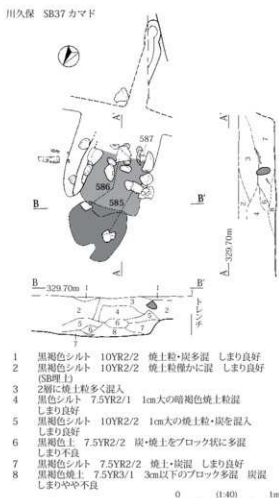 川久保 SB37 カマド
A'
587
586
585
B
B'
A
A'
329.70m
A
B 329.70m
B'
トレンチ
1 黒褐色シルト 10YR2/2 焼土粒・炭多混 しまり良好
2 黒褐色シルト 10YR2/2 焼土粒僅かに混 しまり良好
(SB埋土)
3 2層に焼土粒多く混入
4 黒色シルト 7.5YR2/1 1cm大の暗褐色焼土粒混
しまり良好
5 黒褐色シルト 10YR2/2 1cm大の焼土粒・炭を混入
しまり良好
6 黒褐色土 7.5YR2/2 炭・焼土をブロック状に多混
しまり不良
7 黒褐色シルト 7.5YR2/2 焼土・炭混 しまり良好
8 黒褐色焼土 7.5YR3/1 3cm以下のブロック多混 炭混
しまりやや不良
0 (1:40) 1m